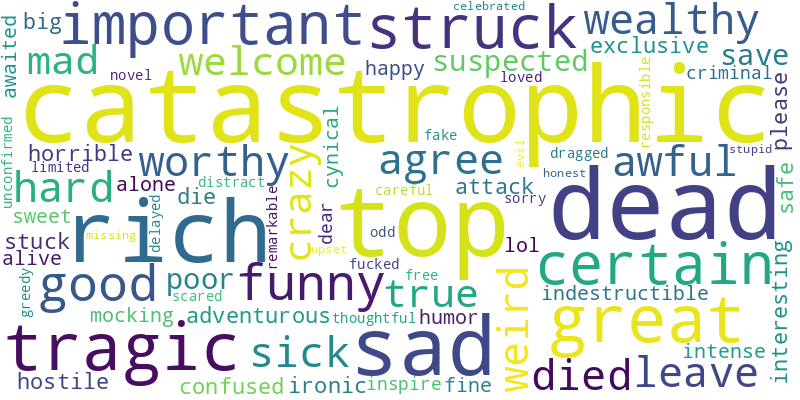 celebrated
big
important
struck
wealthy
awaited
mad
welcome
happy
suspected
exclusive
save
novel
loved
criminal
catastrophic
responsible
please
unconfirmed
horrible
limited
worthy
crazy
cynical
fake
agree
evil
dragged
awful
stupid
hard
alone
distract
die
careful
attack
honest
sorry
safe
sweet
rich
delayed
remarkable
dear
top
dead
stuck
missing
odd
lol
alive
upset
certain
good
poor
funny
fucked
free
true
weird
indestructible
interesting
greedy
scared
mocking
adventurous
thoughtful
humor
great
tragic
sick
sad
intense
hostile
confused
ironic
inspire
fine
died
leave